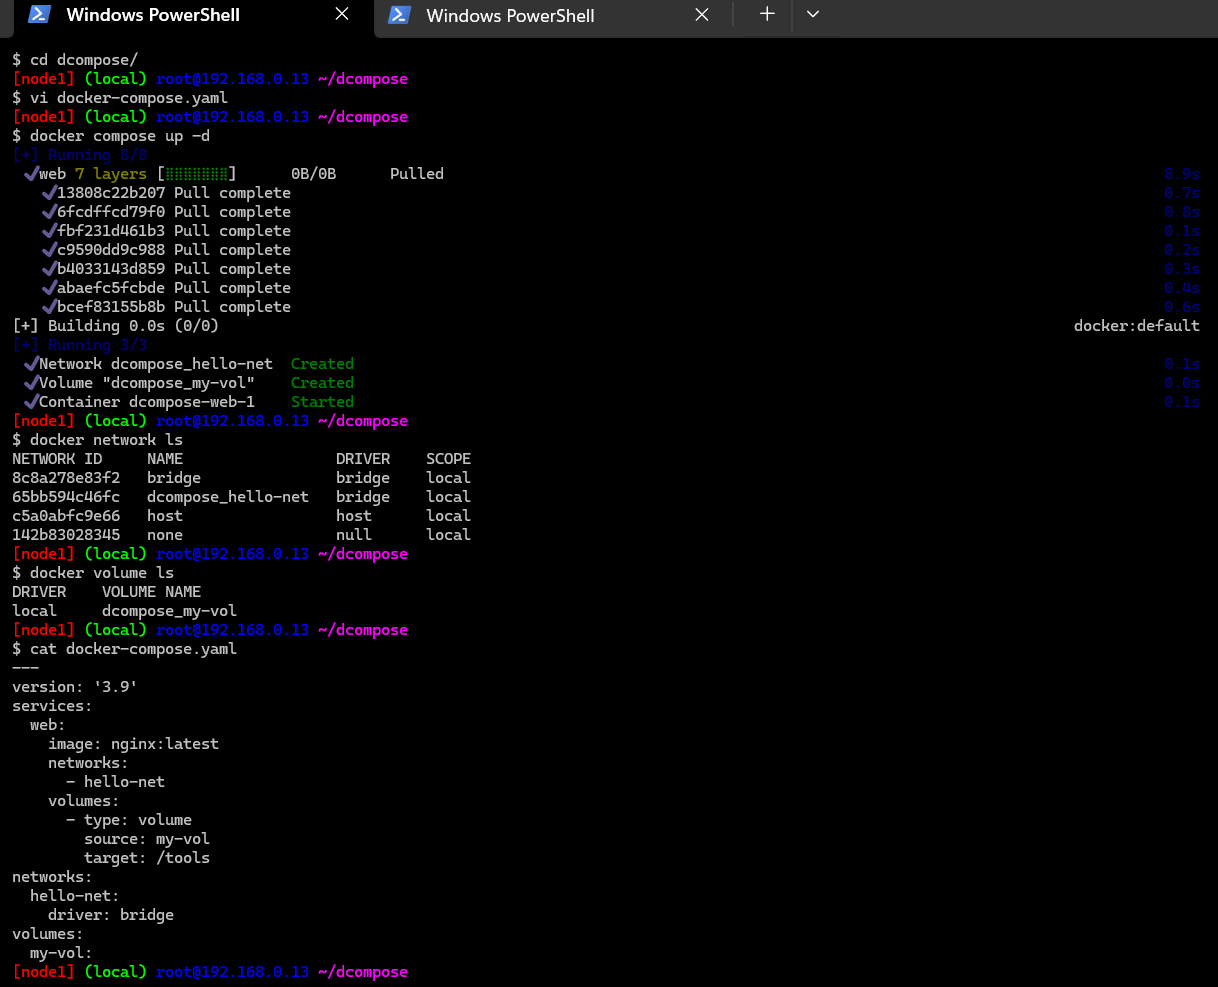 Windows PowerShell
Windows PowerShell
$ cd dcompose/
[node1] (local) root@192.168.0.13 ~/dcompose
$ vi docker-compose.yaml
[node1] (local) root@192.168.0.13 ~/dcompose
$ docker compose up -d
[+] Running 8/8
✔web 7 layers [⣿⣿⣿⣿⣿⣿⣿] 0B/0B Pulled 8.9s
✔13808c22b207 Pull complete 0.7s
✔6fcdffcd79f0 Pull complete 0.8s
✔fbf231d461b3 Pull complete 0.1s
✔c9590dd9c988 Pull complete 0.2s
✔b4033143d859 Pull complete 0.3s
✔abaefc5fcbde Pull complete 0.4s
✔bcef83155b8b Pull complete 0.6s
[+] Building 0.0s (0/0) docker:default
[+] Running 3/3
✔Network dcompose_hello-net Created 0.1s
✔Volume "dcompose_my-vol" Created 0.0s
✔Container dcompose-web-1 Started 0.1s
[node1] (local) root@192.168.0.13 ~/dcompose
$ docker network ls
NETWORK ID NAME DRIVER SCOPE
8c8a278e83f2 bridge bridge local
65bb594c46fc dcompose_hello-net bridge local
c5a0abfc9e66 host host local
142b83028345 none null local
[node1] (local) root@192.168.0.13 ~/dcompose
$ docker volume ls
DRIVER VOLUME NAME
local dcompose_my-vol
[node1] (local) root@192.168.0.13 ~/dcompose
$ cat docker-compose.yaml
---
version: '3.9'
services:
  web:
    image: nginx:latest
    networks:
      - hello-net
    volumes:
      - type: volume
        source: my-vol
        target: /tools
networks:
  hello-net:
    driver: bridge
volumes:
  my-vol:
[node1] (local) root@192.168.0.13 ~/dcompose